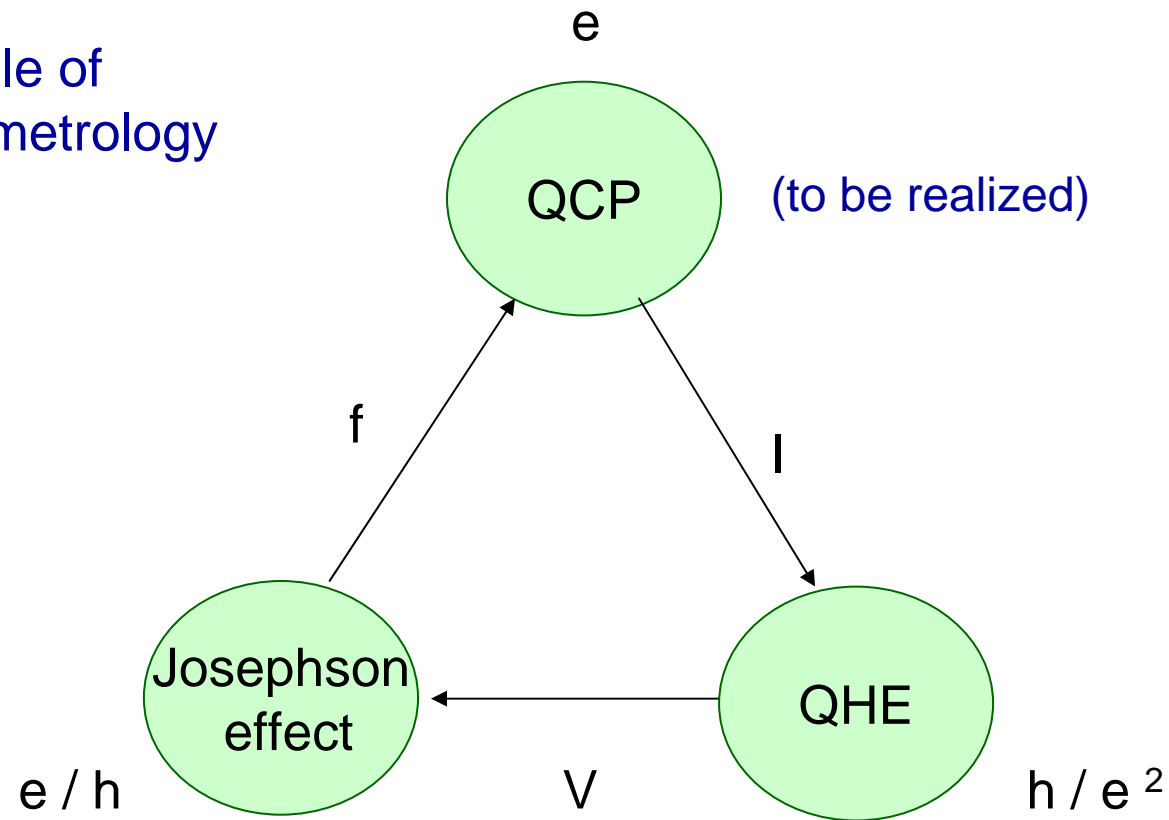 e
le of
metrology
QCP
(to be realized)
f
I
Josephson
effect
QHE
e / h
V
h / e ²